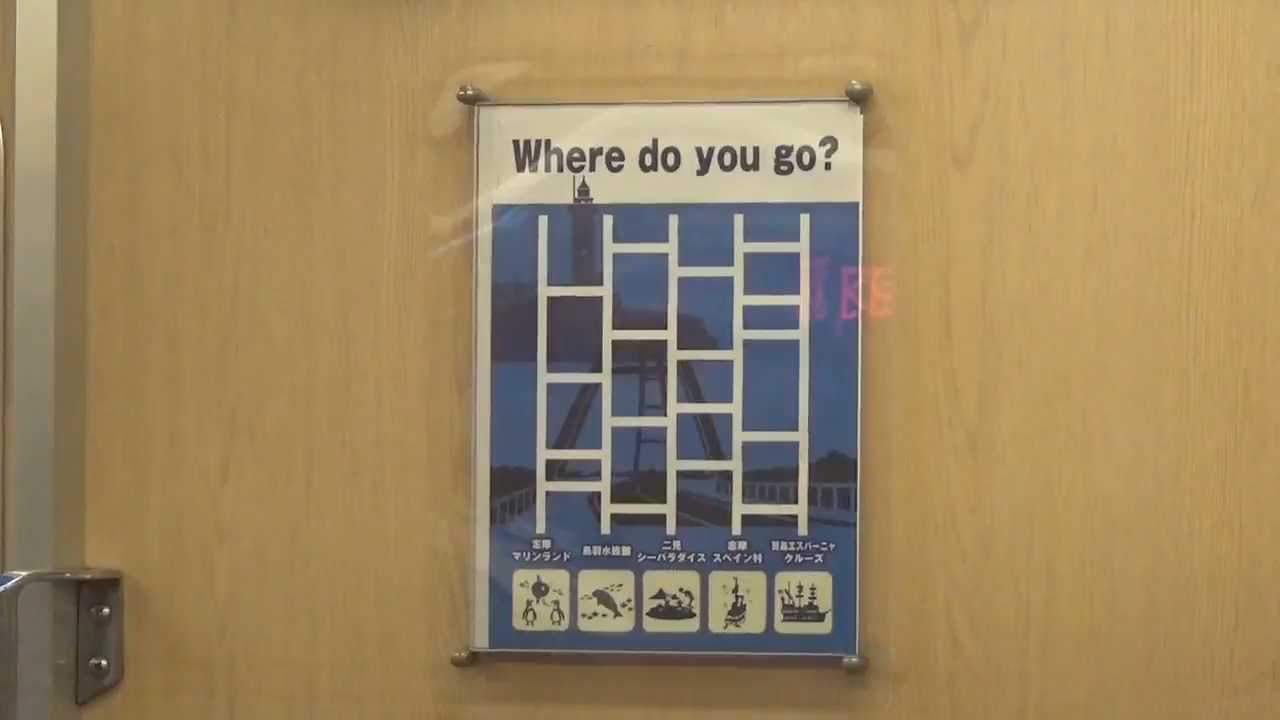 Where do you go?
志摩
マリンランド
鳥羽水族館
二見
シーパラダイス
志摩
スペイン村
賢島エスパーニャ
クルーズ